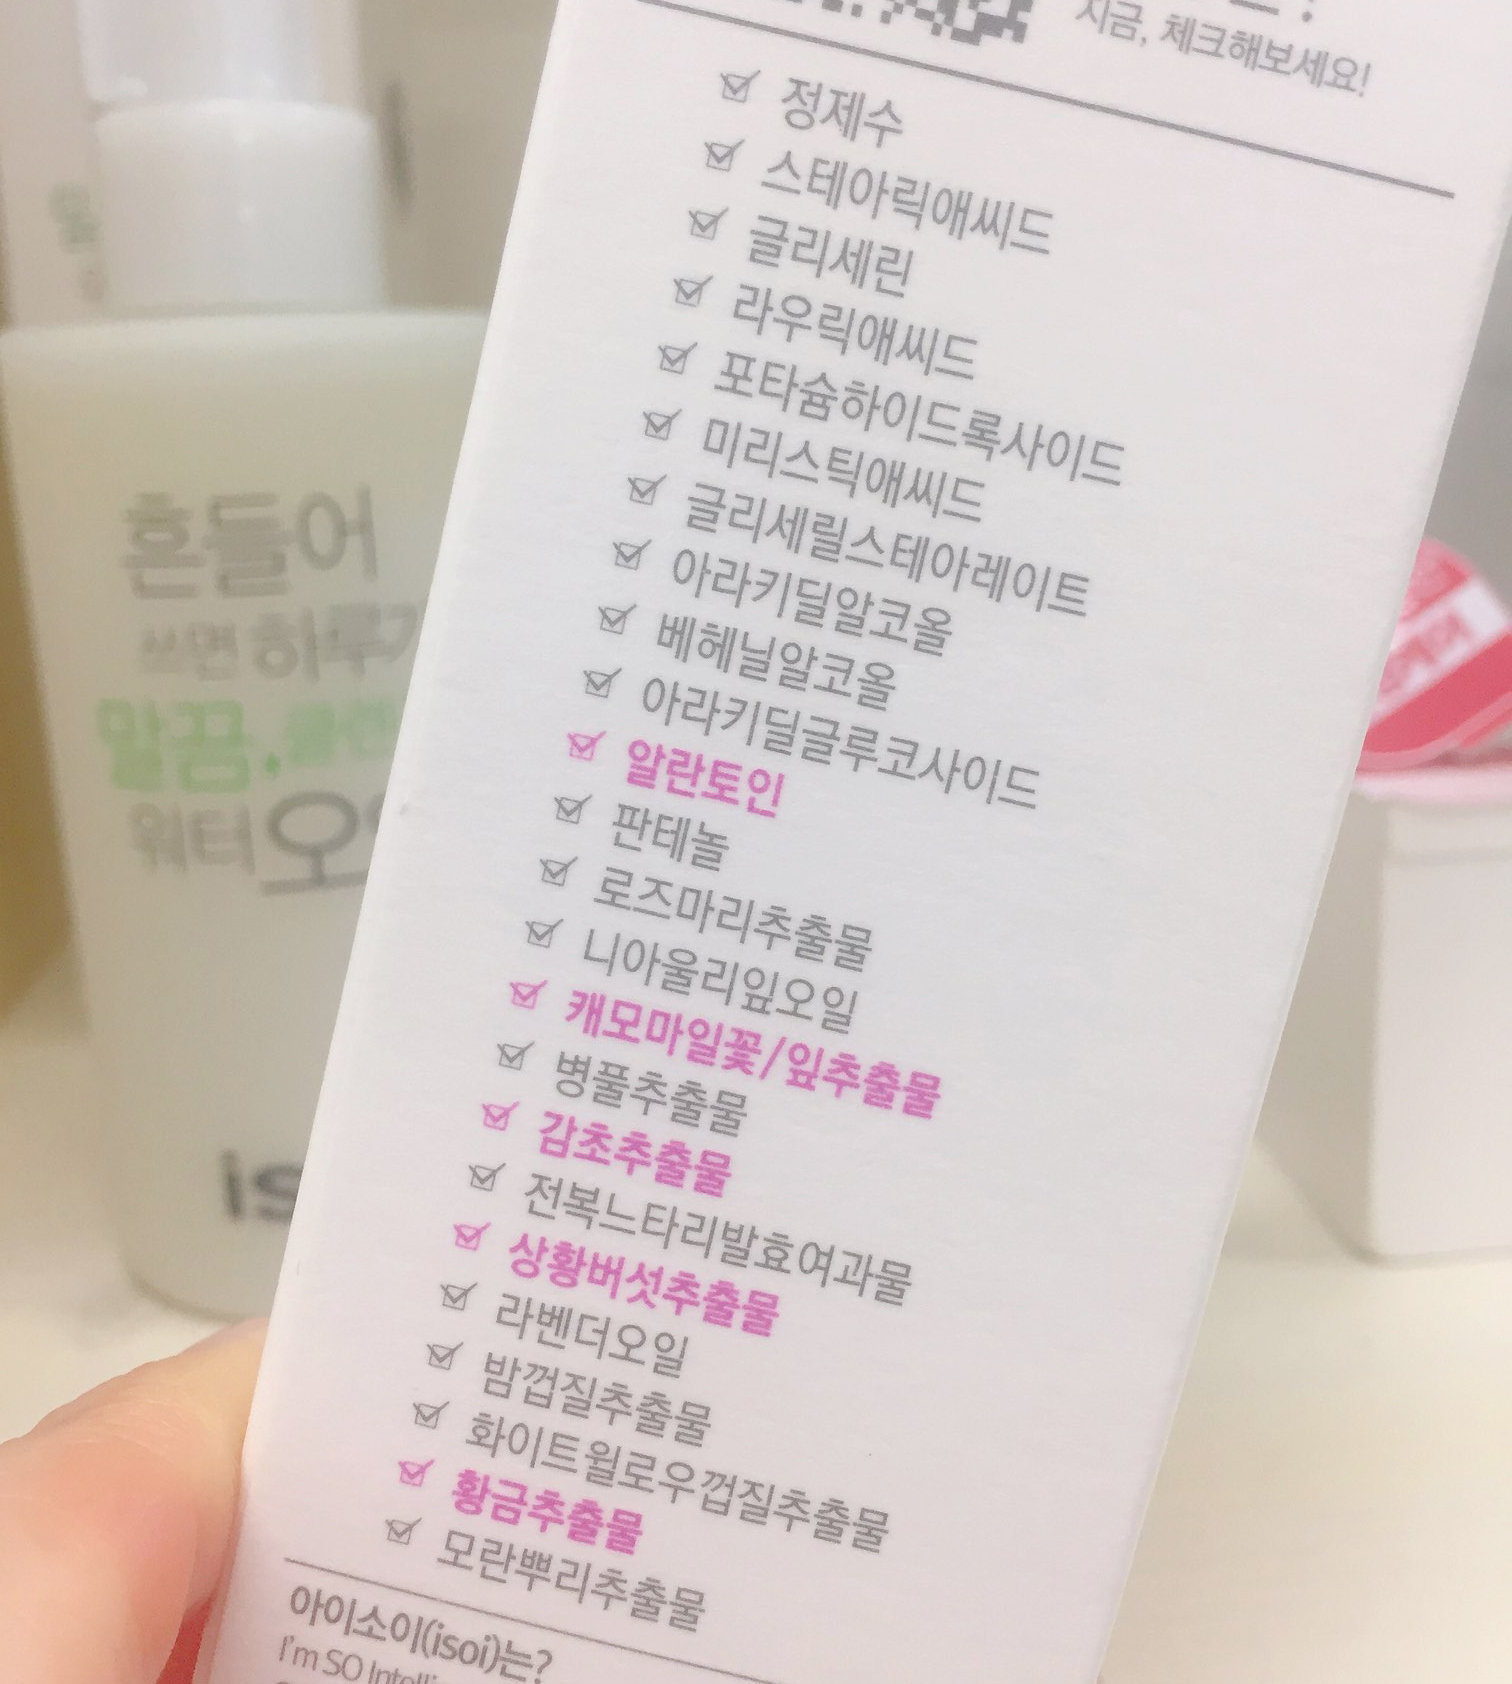 지금, 체크해보세요!
정제수
스테아릭애씨드
글리세린
라우릭애씨드
포타슘하이드록사이드
미리스틱애씨드
글리세릴스테아레이트
아라키딜알코올
베헤닐알코올
아라키딜글루코사이드
알란토인
판테놀
로즈마리추출물
니아울리잎오일
캐모마일꽃/잎추출물
병풀추출물
감초추출물
전복느타리발효여과물
상황버섯추출물
라벤더오일
밤껍질추출물
화이트윌로우껍질추출물
황금추출물
모란뿌리추출물
아이소이(isoi)는?
I'm SO
흔들어
쓰면 하루가
말끔,
워터